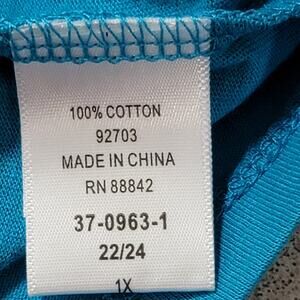 100% COTTON
92703
MADE IN CHINA
RN 88842
37-0963-1
22/24
1X